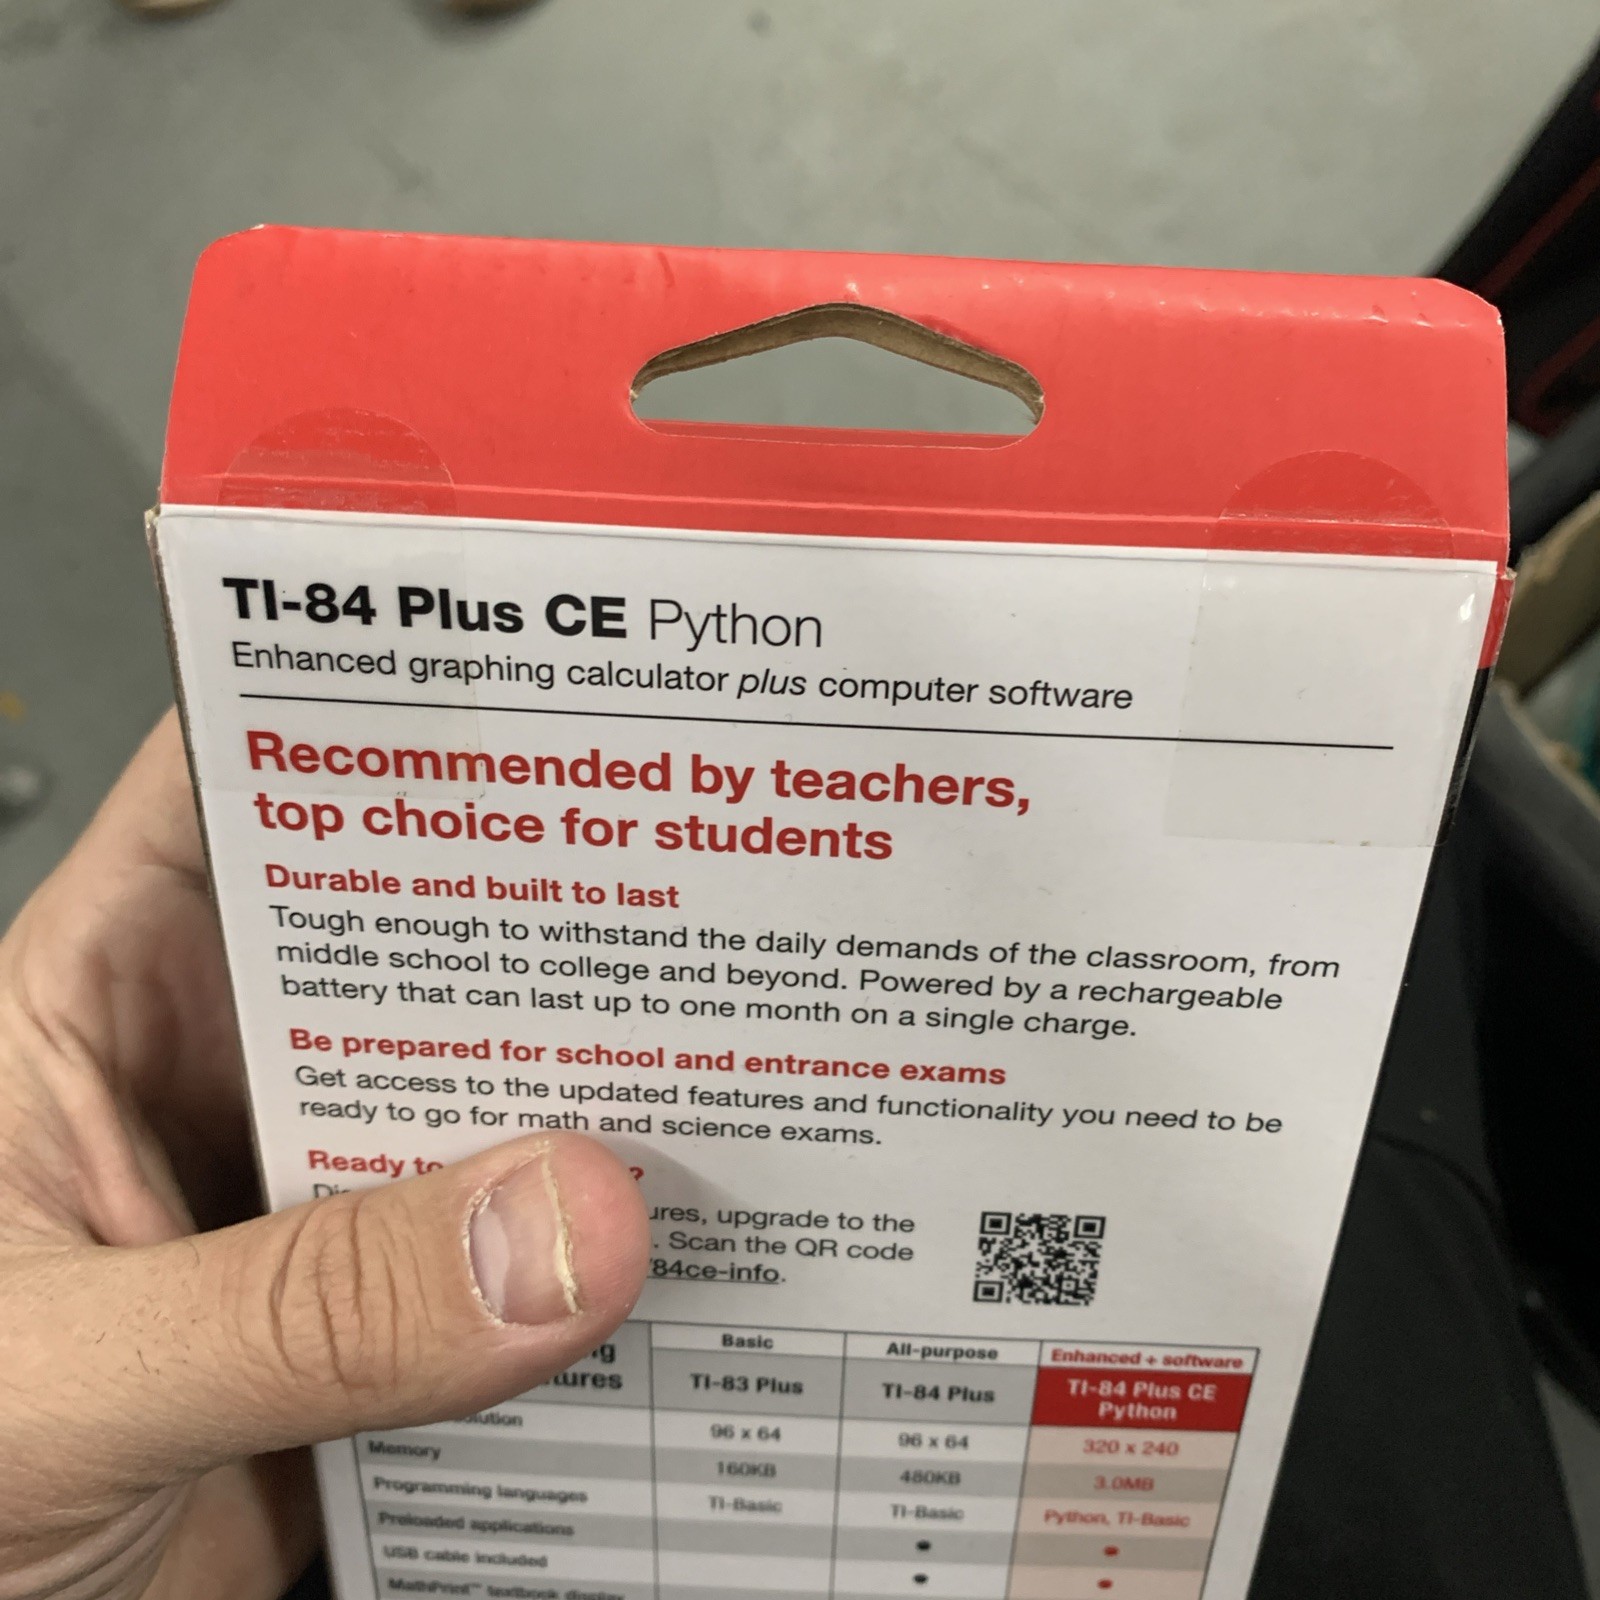 TI-84 Plus CE Python
Enhanced graphing calculator plus computer software
Recommended by teachers,
top choice for students
Durable and built to last
Tough enough to withstand the daily demands of the classroom, from
middle school to college and beyond. Powered by a rechargeable
battery that can last up to one month on a single charge.
Be prepared for school and entrance exams
Get access to the updated features and functionality you need to be
ready to go for math and science exams.
Ready to ?
upgrade to the
. Scan the QR code
84ce-info.
Basic All-purpose Enhanced + software
TI-83 Plus TI-84 Plus TI-84 Plus CE
Python
96 x 64 96 x 64 320 x 240
Memory 160KB 480KB 3.0MB
Programming languages TI-Basic TI-Basic Python, TI-Basic
Preloaded applications
USB cable included
MathPrint™ textbook display